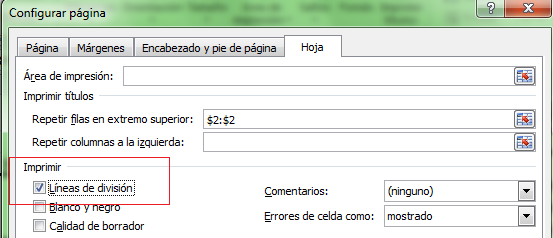 Configurar página
Página Márgenes Encabezado y pie de página Hoja
Área de impresión:
Imprimir títulos
Repetir filas en extremo superior: $2:$2
Repetir columnas a la izquierda:
Imprimir
Líneas de división Comentarios: (ninguno)
Blanco y negro
Calidad de borrador Errores de celda como: mostrado